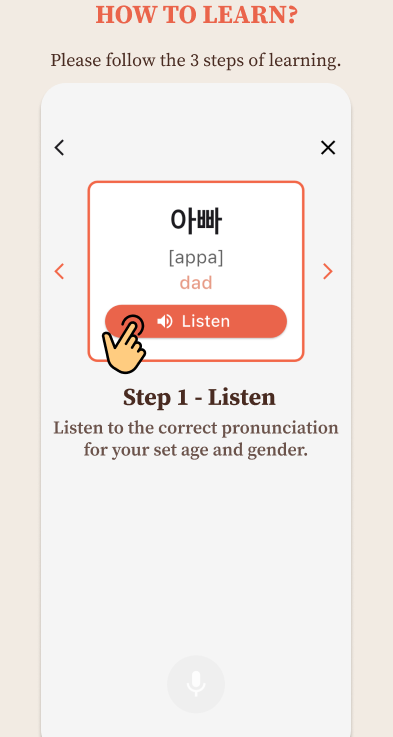 HOW TO LEARN?
Please follow the 3 steps of learning.
아빠
[appa]
dad
Listen
Step 1 - Listen
Listen to the correct pronunciation
for your set age and gender.